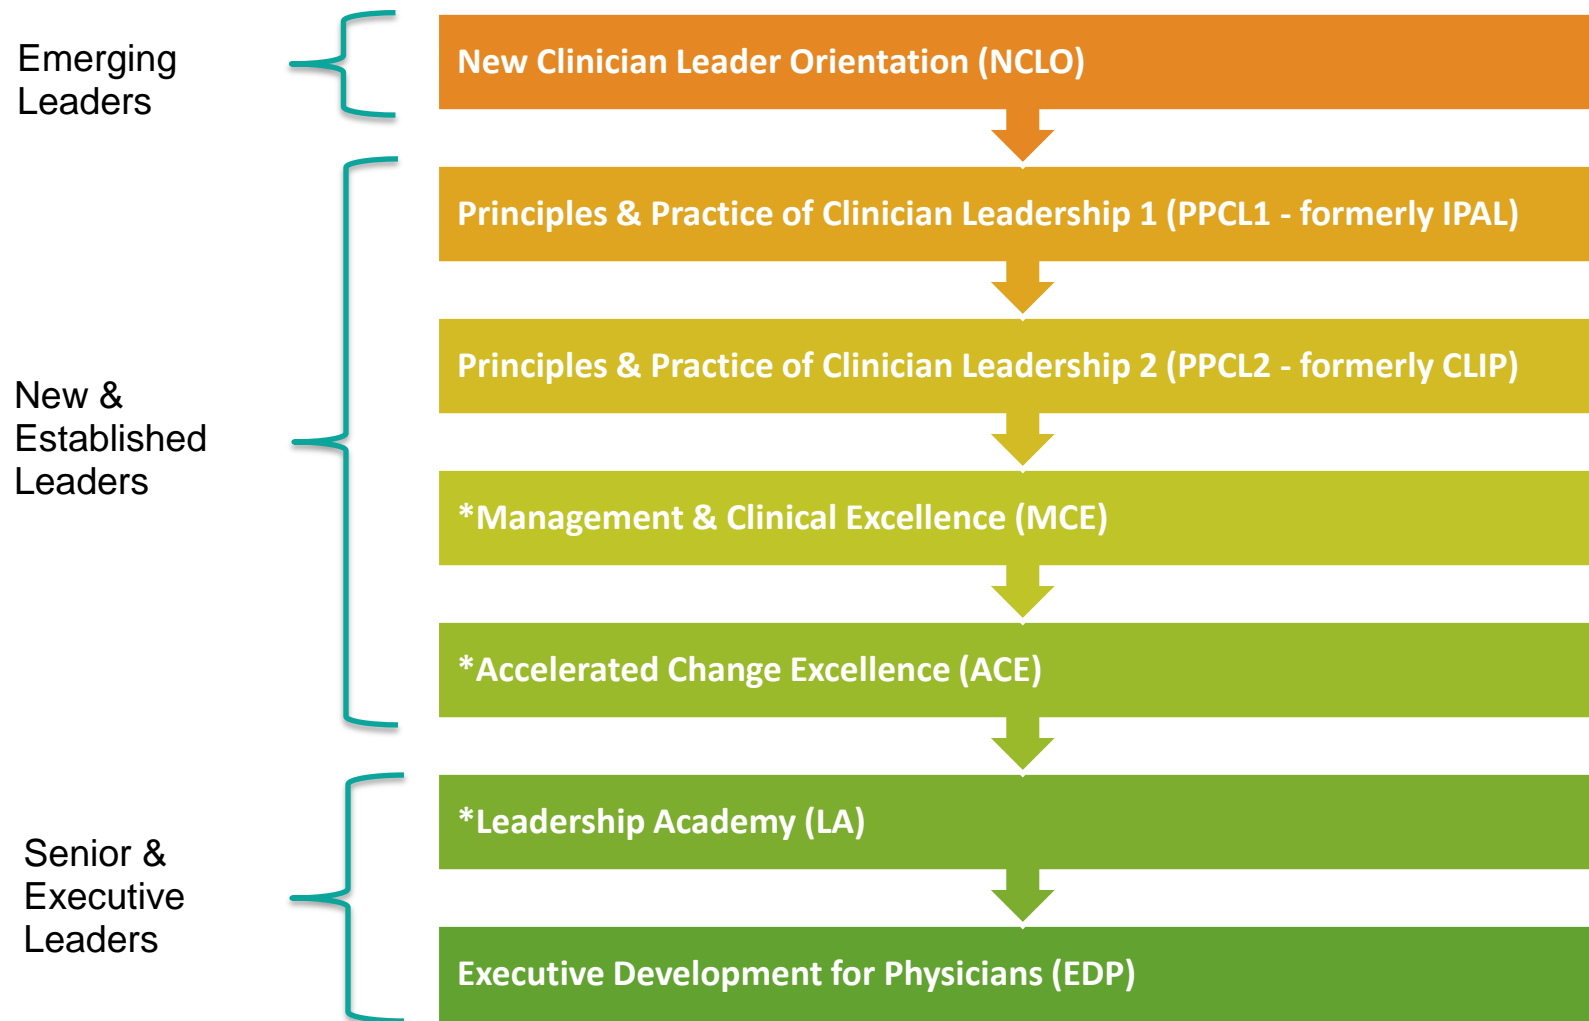 Emerging
Leaders
New Clinician Leader Orientation (NCLO)
Principles & Practice of Clinician Leadership 1 (PPCL1 - formerly IPAL)
Principles & Practice of Clinician Leadership 2 (PPCL2 - formerly CLIP)
New &
Established
Leaders
*Management & Clinical Excellence (MCE)
*Accelerated Change Excellence (ACE)
*Leadership Academy (LA)
Senior &
Executive
Leaders
Executive Development for Physicians (EDP)